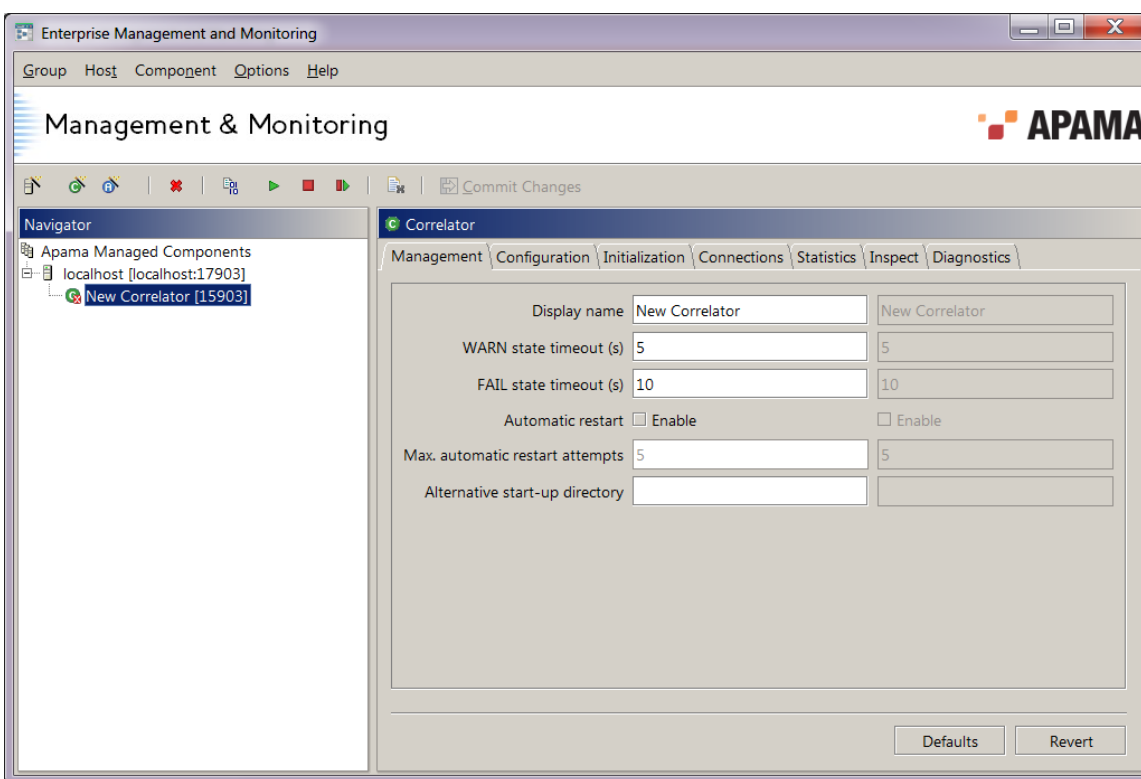 Enterprise Management and Monitoring
Group Host Component Options Help
Management & Monitoring
APAMA
Commit Changes
Navigator
Apama Managed Components
localhost [localhost:17903]
New Correlator [15903]
Correlator
Management Configuration Initialization Connections Statistics Inspect Diagnostics
Display name New Correlator New Correlator
WARN state timeout (s) 5 5
FAIL state timeout (s) 10 10
Automatic restart Enable Enable
Max. automatic restart attempts 5 5
Alternative start-up directory
Defaults Revert